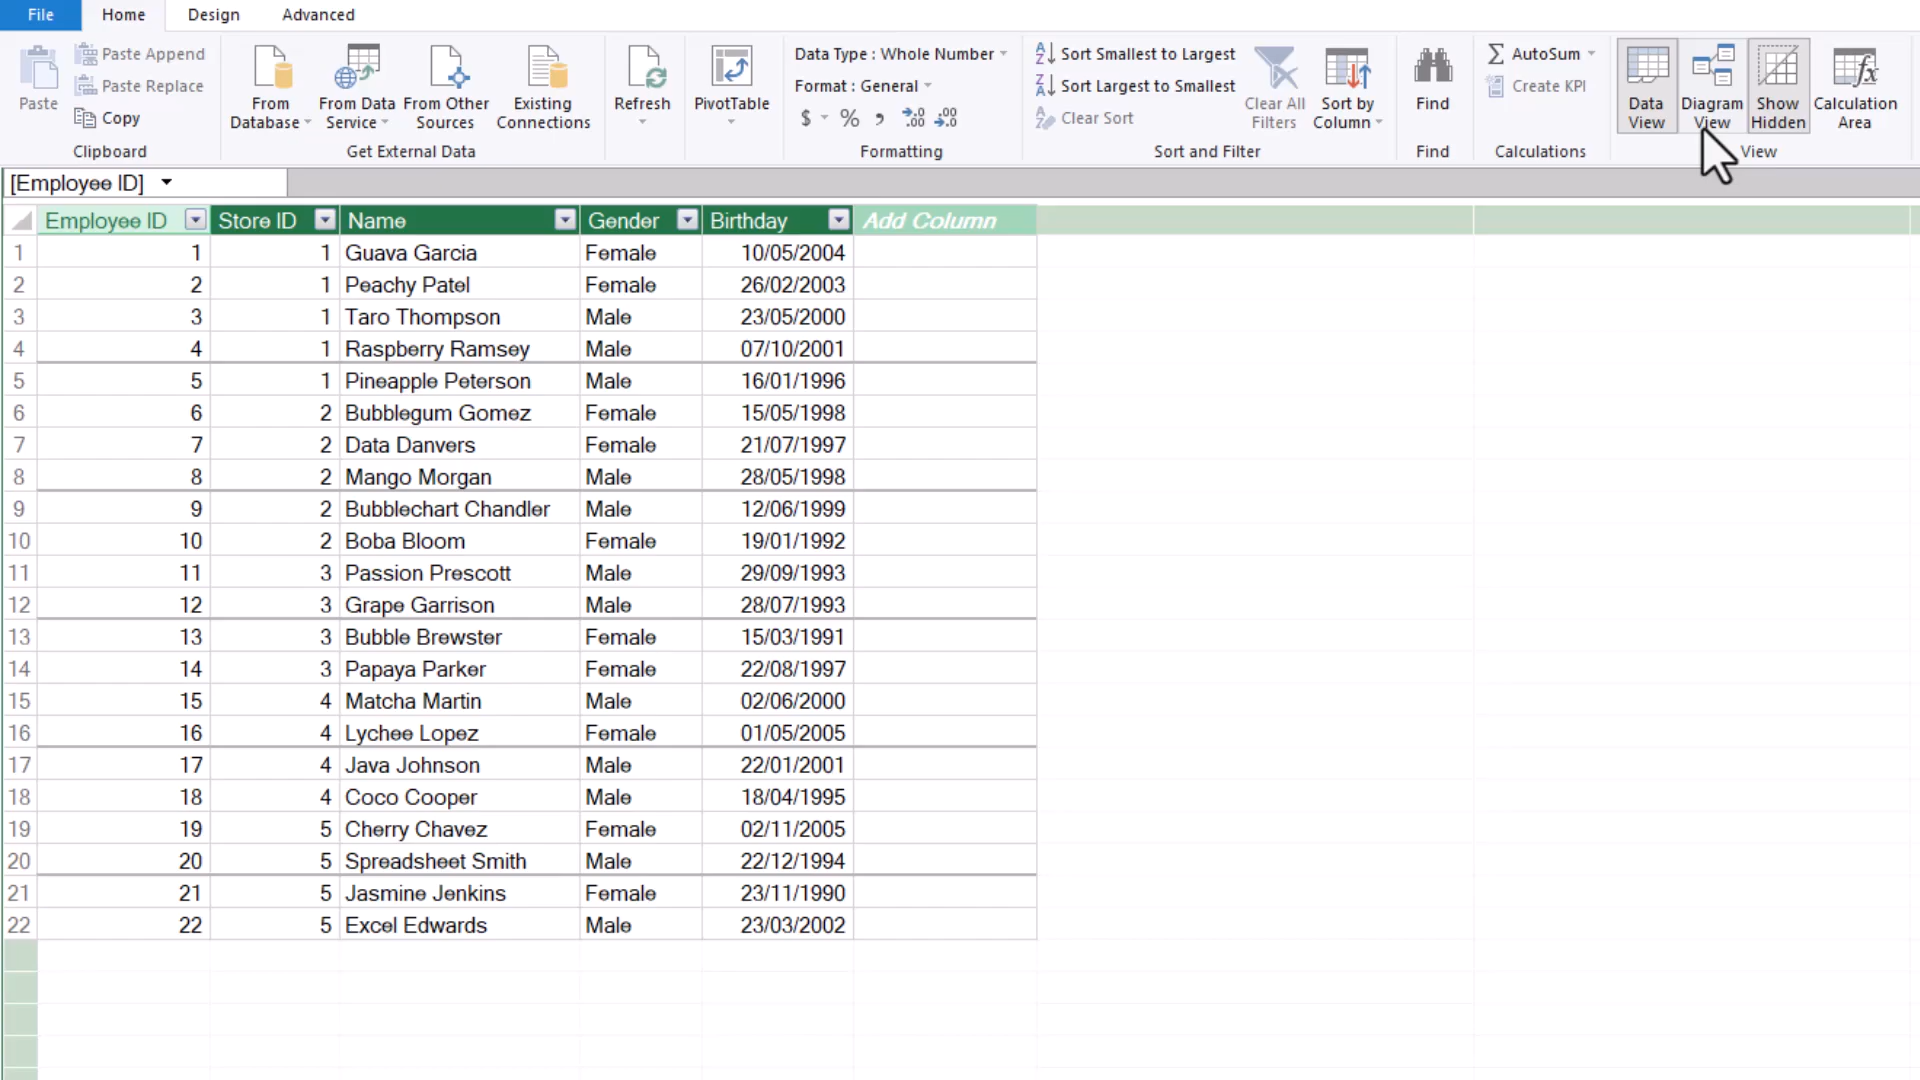 File Home Design Advanced
Paste
Paste Append
Paste Replace
Copy
Clipboard
From Database
From Data Service
From Other Sources
Existing Connections
Get External Data
Refresh
PivotTable
Data Type : Whole Number
Format : General
$ % , .00 .00
Formatting
A Z Sort Smallest to Largest
Z A Sort Largest to Smallest
A Z Clear Sort
Clear All Filters
Sort by Column
Sort and Filter
Find
Find
Σ AutoSum
Create KPI
Calculations
Data View
Diagram View
Show Hidden
fx
Calculation Area
View
[Employee ID]
Employee ID Store ID Name Gender Birthday Add Column
1 1 1 Guava Garcia Female 10/05/2004
2 2 1 Peachy Patel Female 26/02/2003
3 3 1 Taro Thompson Male 23/05/2000
4 4 1 Raspberry Ramsey Male 07/10/2001
5 5 1 Pineapple Peterson Male 16/01/1996
6 6 2 Bubblegum Gomez Female 15/05/1998
7 7 2 Data Danvers Female 21/07/1997
8 8 2 Mango Morgan Male 28/05/1998
9 9 2 Bubblechart Chandler Male 12/06/1999
10 10 2 Boba Bloom Female 19/01/1992
11 11 3 Passion Prescott Male 29/09/1993
12 12 3 Grape Garrison Male 28/07/1993
13 13 3 Bubble Brewster Female 15/03/1991
14 14 3 Papaya Parker Female 22/08/1997
15 15 4 Matcha Martin Male 02/06/2000
16 16 4 Lychee Lopez Female 01/05/2005
17 17 4 Java Johnson Male 22/01/2001
18 18 4 Coco Cooper Male 18/04/1995
19 19 5 Cherry Chavez Female 02/11/2005
20 20 5 Spreadsheet Smith Male 22/12/1994
21 21 5 Jasmine Jenkins Female 23/11/1990
22 22 5 Excel Edwards Male 23/03/2002